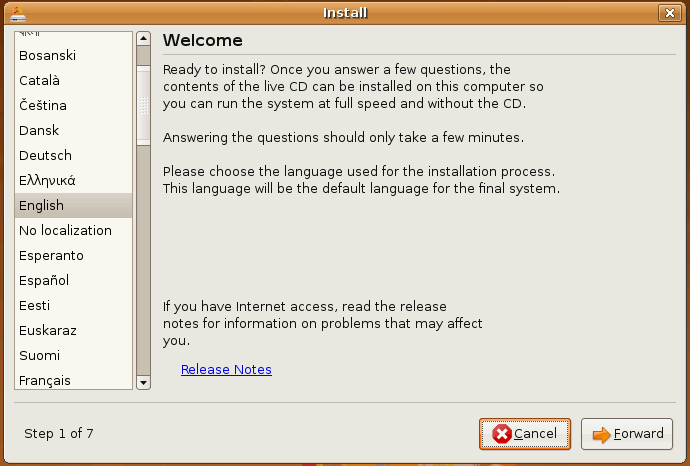 Install
Bosanski
Català
Čeština
Dansk
Deutsch
Ελληνικά
English
No localization
Esperanto
Español
Eesti
Euskaraz
Suomi
Français
Welcome
Ready to install? Once you answer a few questions, the
contents of the live CD can be installed on this computer so
you can run the system at full speed and without the CD.
Answering the questions should only take a few minutes.
Please choose the language used for the installation process.
This language will be the default language for the final system.
If you have Internet access, read the release
notes for information on problems that may affect
you.
Release Notes
Step 1 of 7
Cancel
Forward